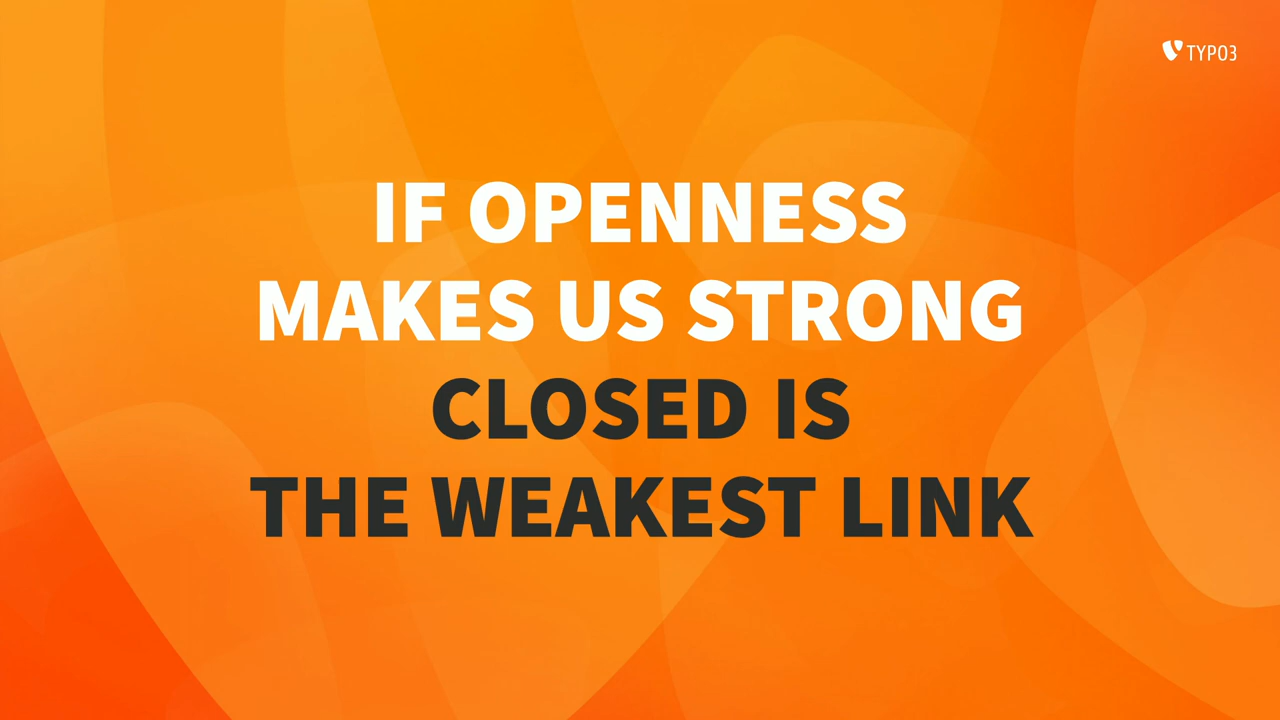 TYPO3
IF OPENNESS
MAKES US STRONG
CLOSED IS
THE WEAKEST LINK